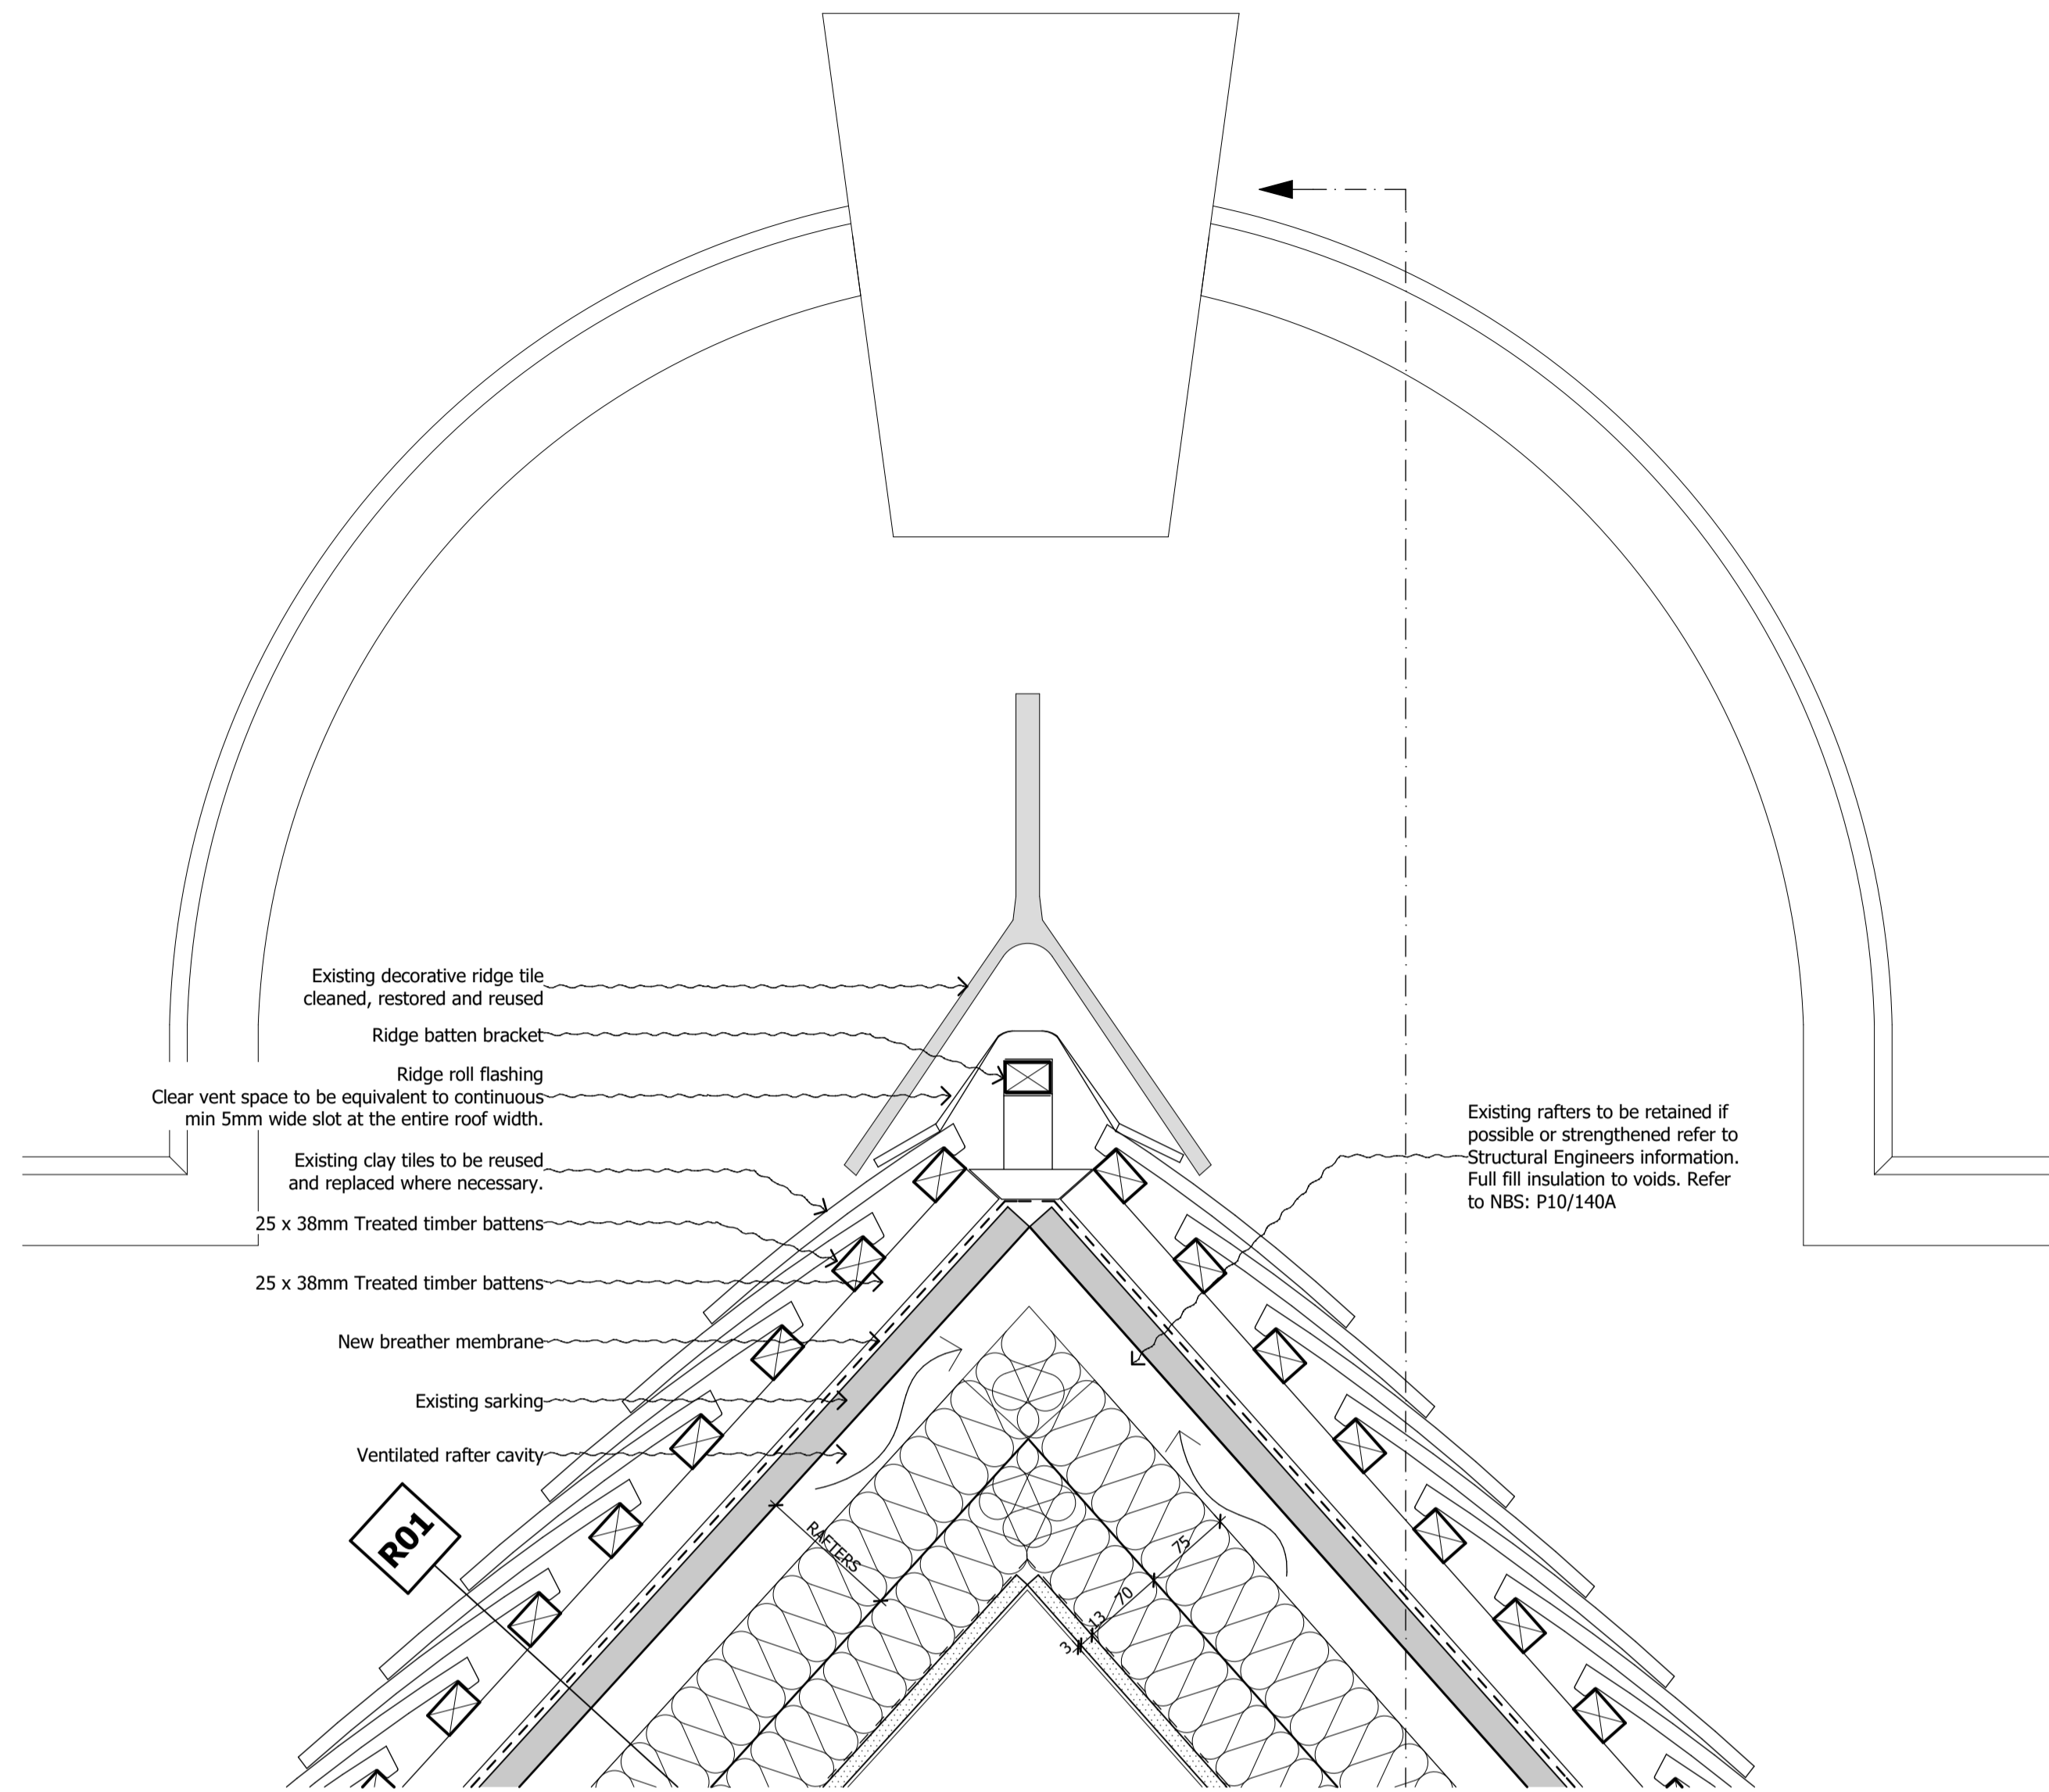 Existing decorative ridge tile
cleaned, restored and reused
Ridge batten bracket
Ridge roll flashing
Clear vent space to be equivalent to continuous
min 5mm wide slot at the entire roof width.
Existing clay tiles to be reused
and replaced where necessary.
25 x 38mm Treated timber battens
25 x 38mm Treated timber battens
New breather membrane
Existing sarking
Ventilated rafter cavity
Existing rafters to be retained if
possible or strengthened refer to
Structural Engineers information.
Full fill insulation to voids. Refer
to NBS: P10/140A
R01
RAFTERS
75
70
13
3